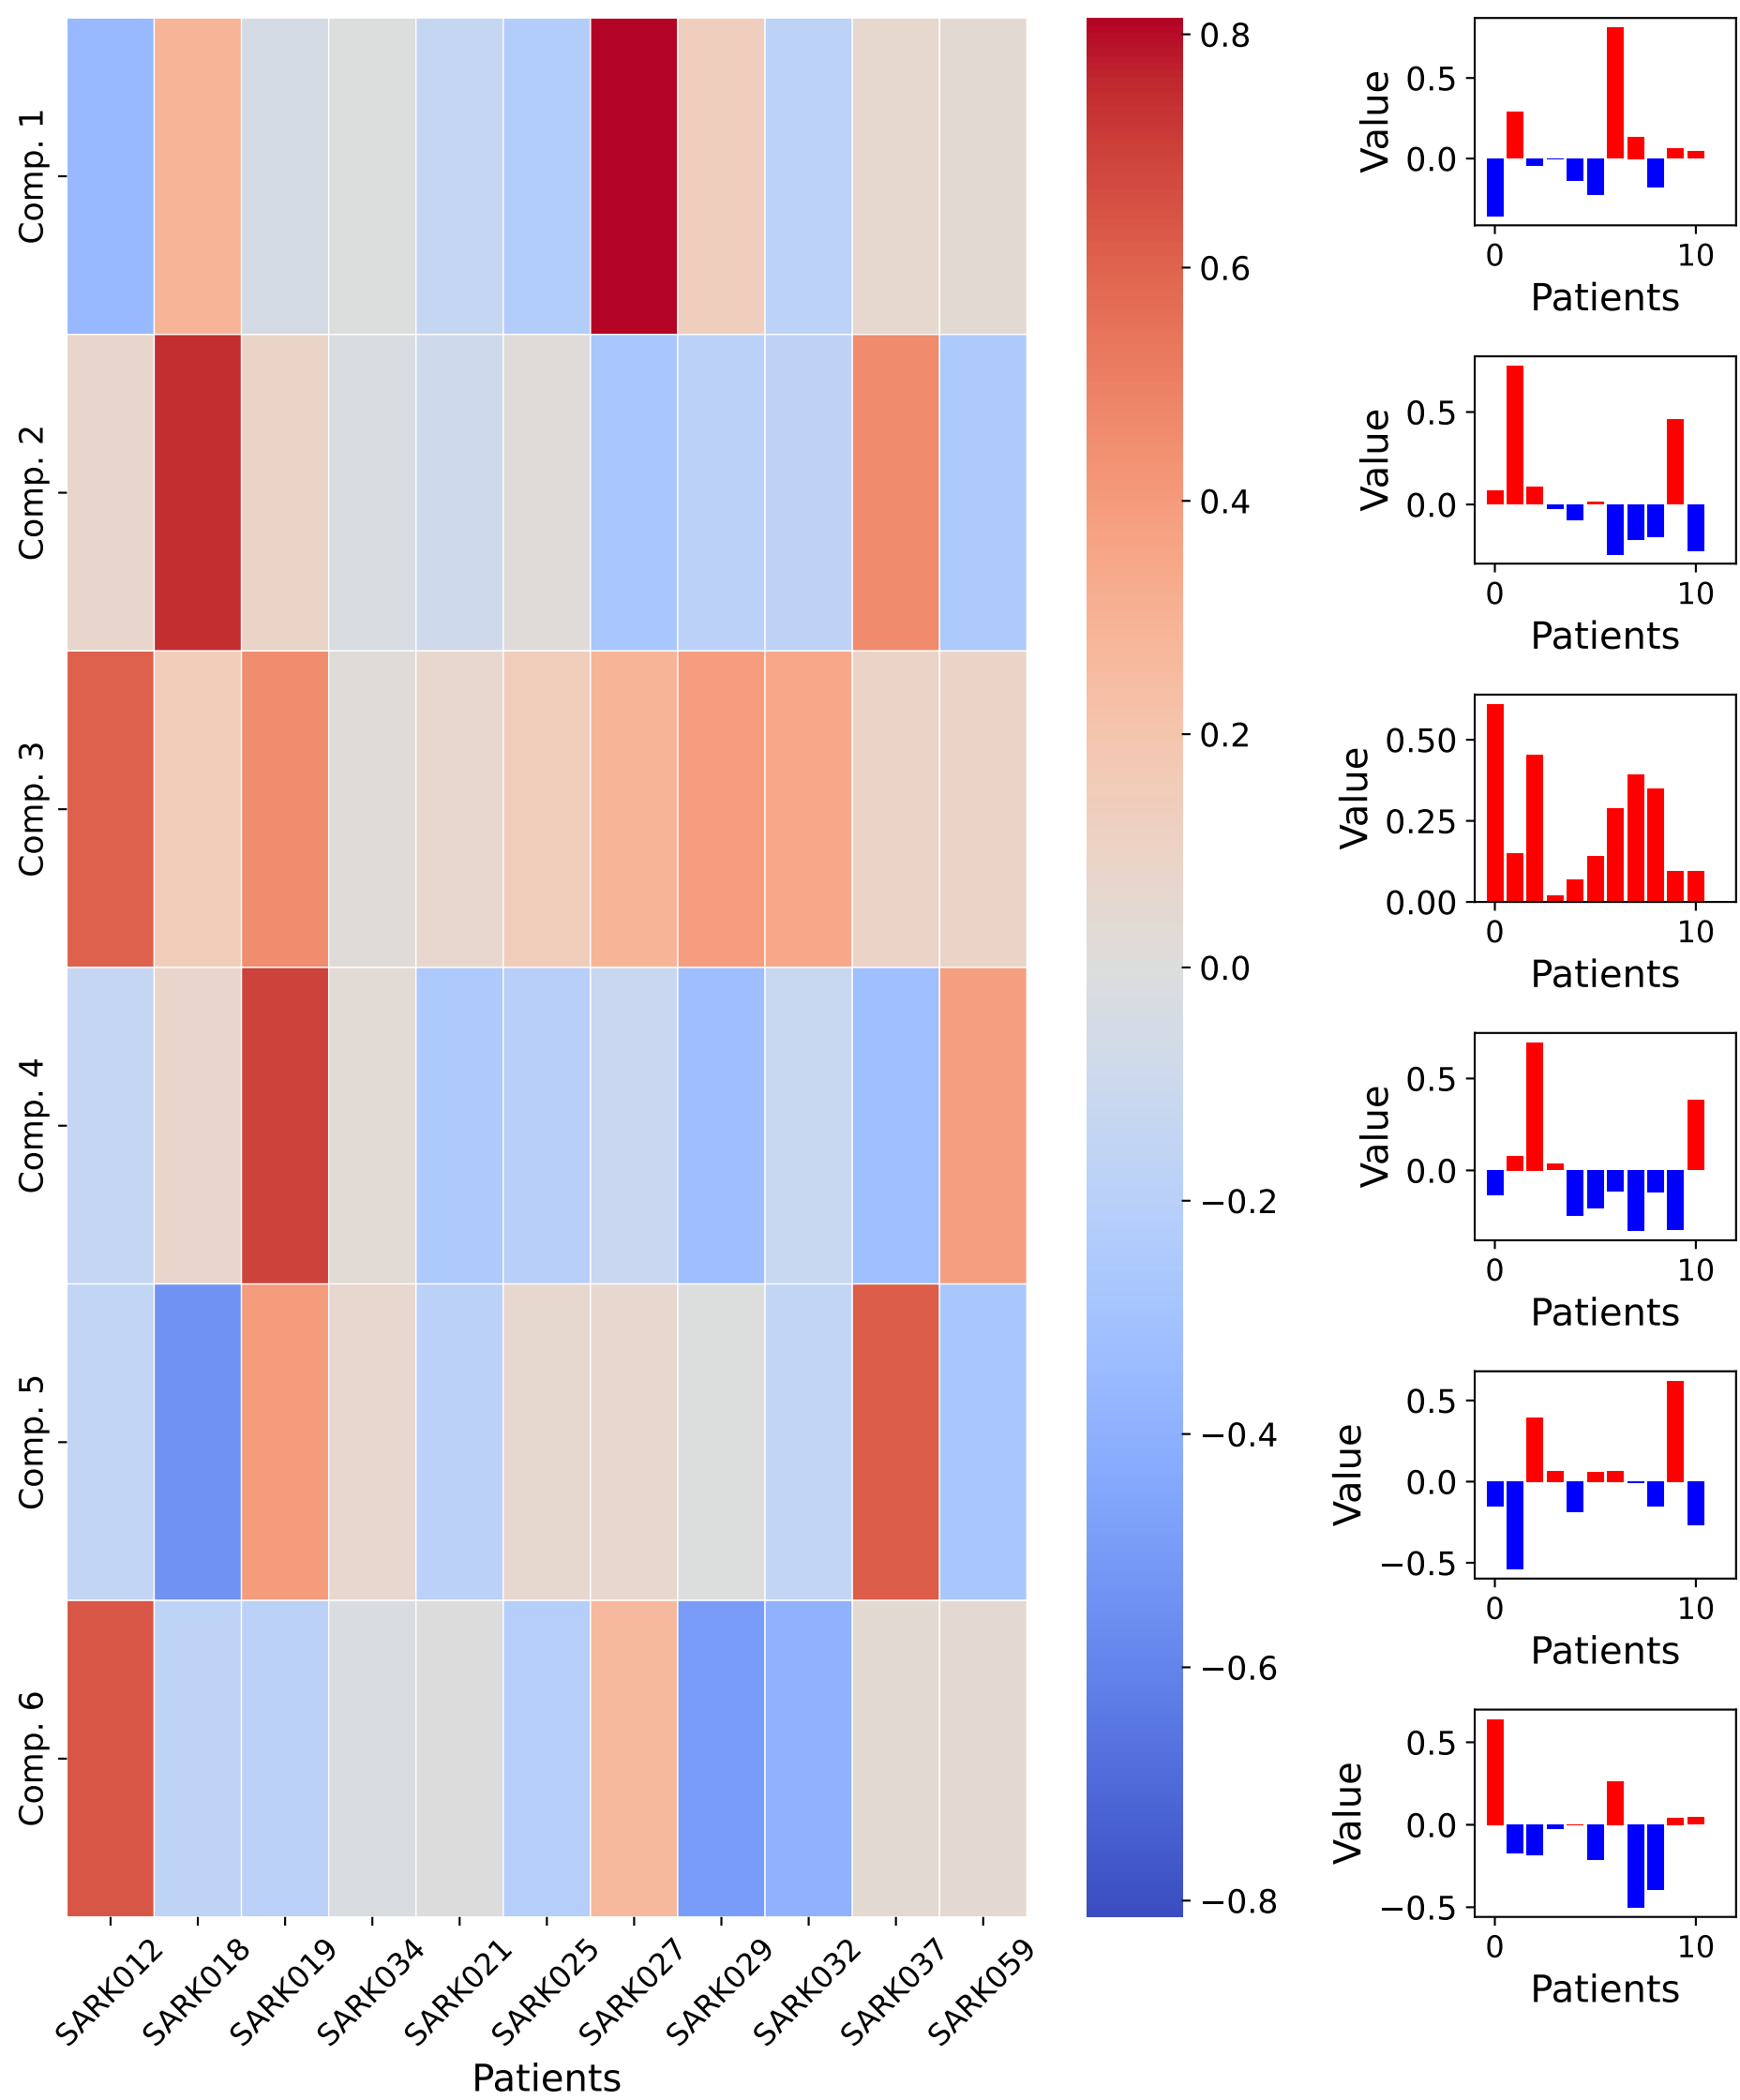 Comp. 1
Comp. 2
Comp. 3
Comp. 4
Comp. 5
Comp. 6
SARK012
SARK018
SARK019
SARK034
SARK021
SARK025
SARK027
SARK029
SARK032
SARK037
SARK059
Patients
0.8
0.6
0.4
0.2
0.0
−0.2
−0.4
−0.6
−0.8
Value
0.5
0.0
0
10
Patients
Value
0.5
0.0
0
10
Patients
Value
0.50
0.25
0.00
0
10
Patients
Value
0.5
0.0
0
10
Patients
Value
0.5
0.0
−0.5
0
10
Patients
Value
0.5
0.0
−0.5
0
10
Patients